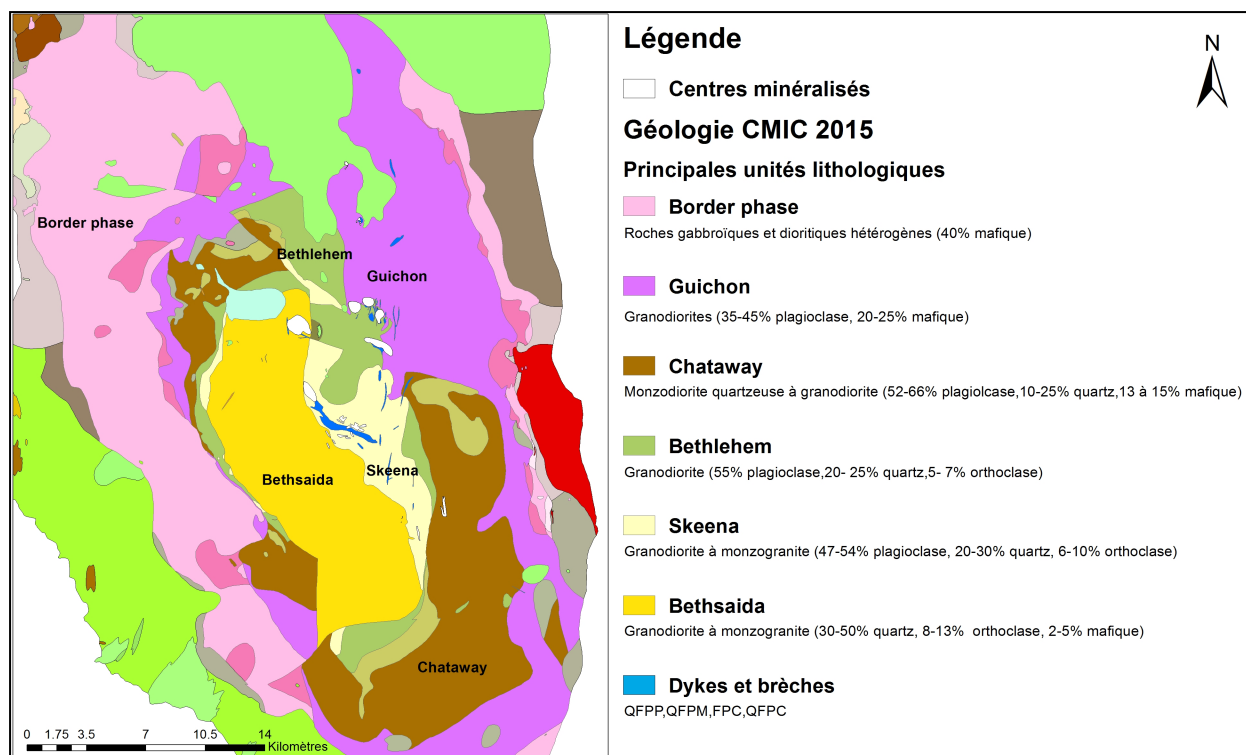 Border phase
Bethlehem
Guichon
Bethsaida
Skeena
Chataway
0 1.75 3.5 7 10.5 14
Kilomètres
Légende
N
Centres minéralisés
Géologie CMIC 2015
Principales unités lithologiques
Border phase
Roches gabbroïques et dioritiques hétérogènes (40% mafique)
Guichon
Granodiorites (35-45% plagioclase, 20-25% mafique)
Chataway
Monzodiorite quartzeuse à granodiorite (52-66% plagiolcase,10-25% quartz,13 à 15% mafique)
Bethlehem
Granodiorite (55% plagioclase,20- 25% quartz,5- 7% orthoclase)
Skeena
Granodiorite à monzogranite (47-54% plagioclase, 20-30% quartz, 6-10% orthoclase)
Bethsaida
Granodiorite à monzogranite (30-50% quartz, 8-13% orthoclase, 2-5% mafique)
Dykes et brèches
QFPP,QFPM,FPC,QFPC